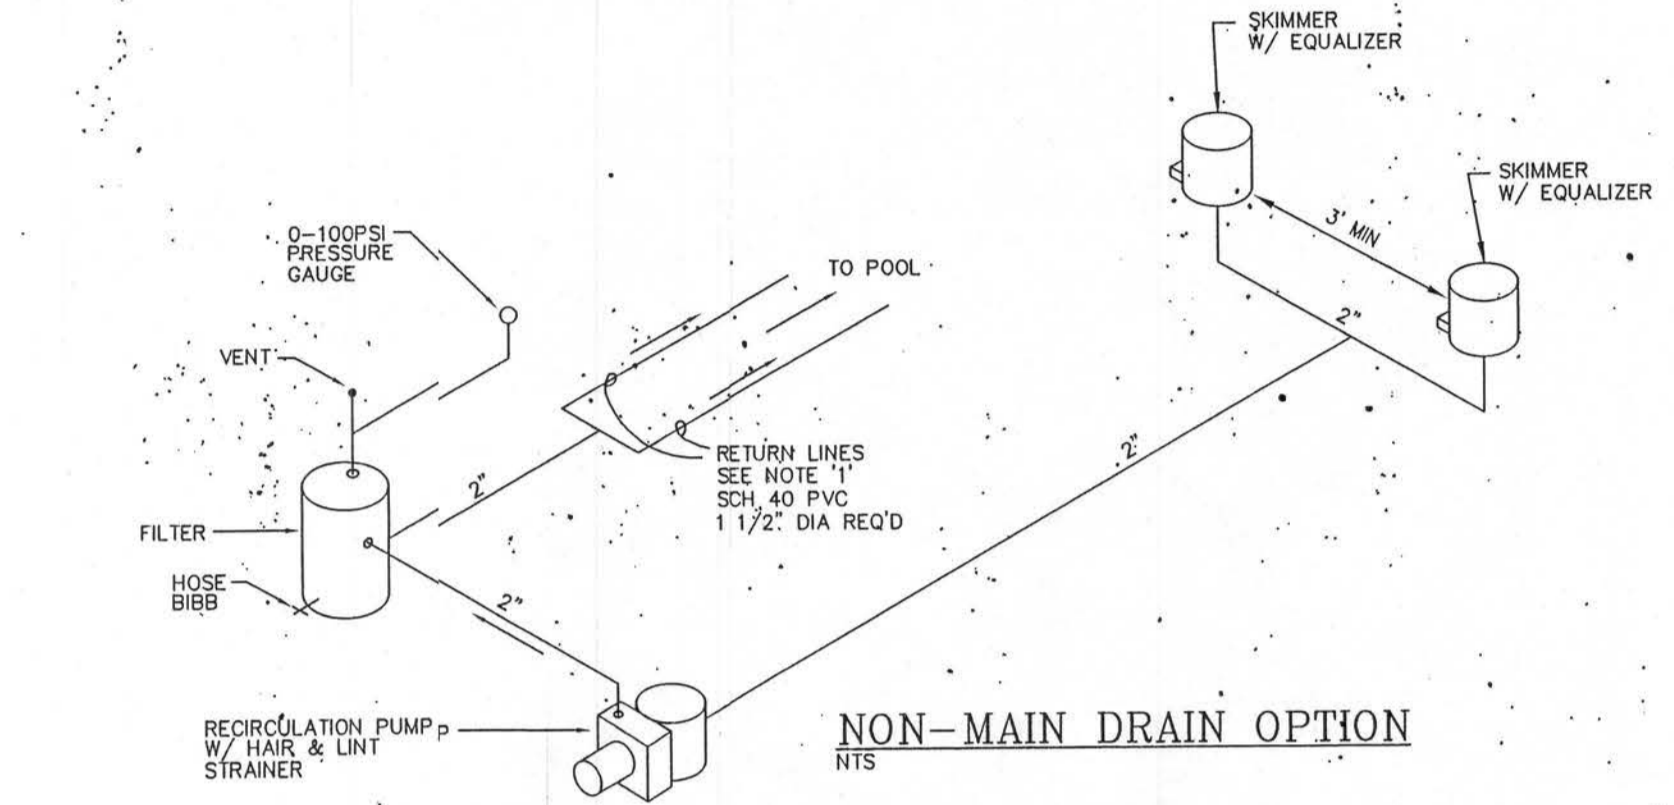 SKIMMER
W/ EQUALIZER
SKIMMER
W/ EQUALIZER
3' MIN
0-100PSI
PRESSURE
GAUGE
TO POOL
VENT
2"
2"
RETURN LINES
SEE NOTE '1'
SCH 40 PVC
1 1/2" DIA REQ'D
2"
FILTER
HOSE
BIBB
2"
RECIRCULATION PUMP P
W/ HAIR & LINT
STRAINER
NON-MAIN DRAIN OPTION
NTS